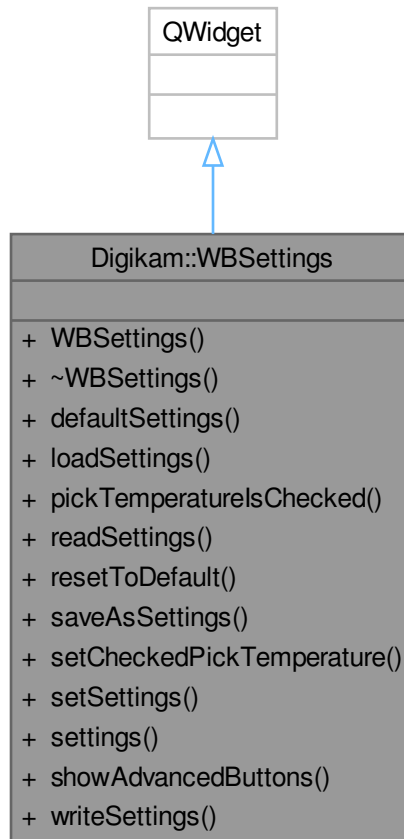 QWidget
Digikam::WBSettings
+ WBSettings()
+ ~WBSettings()
+ defaultSettings()
+ loadSettings()
+ pickTemperatureIsChecked()
+ readSettings()
+ resetToDefault()
+ saveAsSettings()
+ setCheckedPickTemperature()
+ setSettings()
+ settings()
+ showAdvancedButtons()
+ writeSettings()